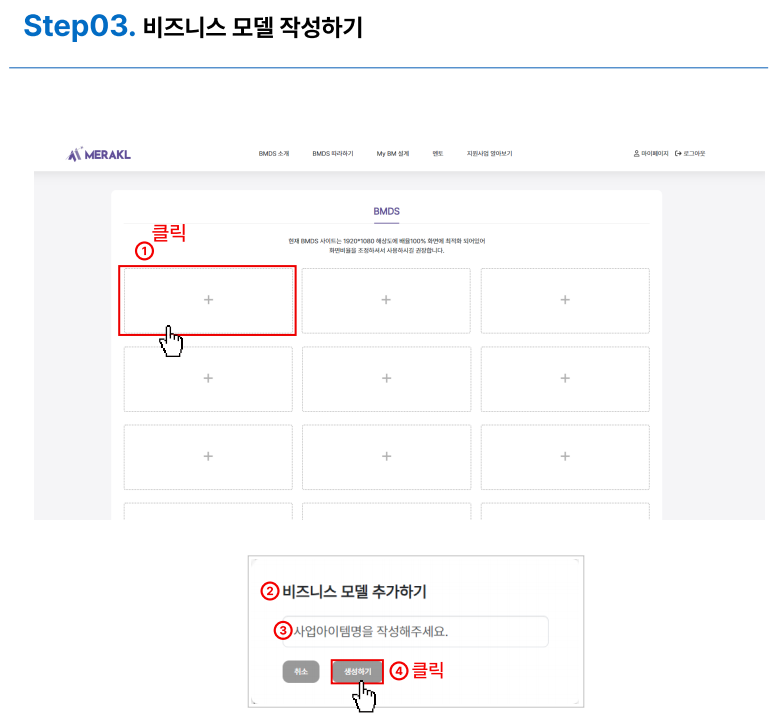 Step03. 비즈니스 모델 작성하기
MERAKL
BMDS 소개 BMDS 따라하기 My BM 설계 멘토 지원사업 알아보기 마이페이지 로그아웃
BMDS
클릭
①
현재 BMDS 사이트는 1920*1080 해상도에 배율100% 화면에 최적화 되어있어
화면비율을 조정하셔서 사용하시길 권장합니다.
+ + +
+ + +
+ + +
② 비즈니스 모델 추가하기
③ 사업아이템명을 작성해주세요.
취소 생성하기 ④ 클릭